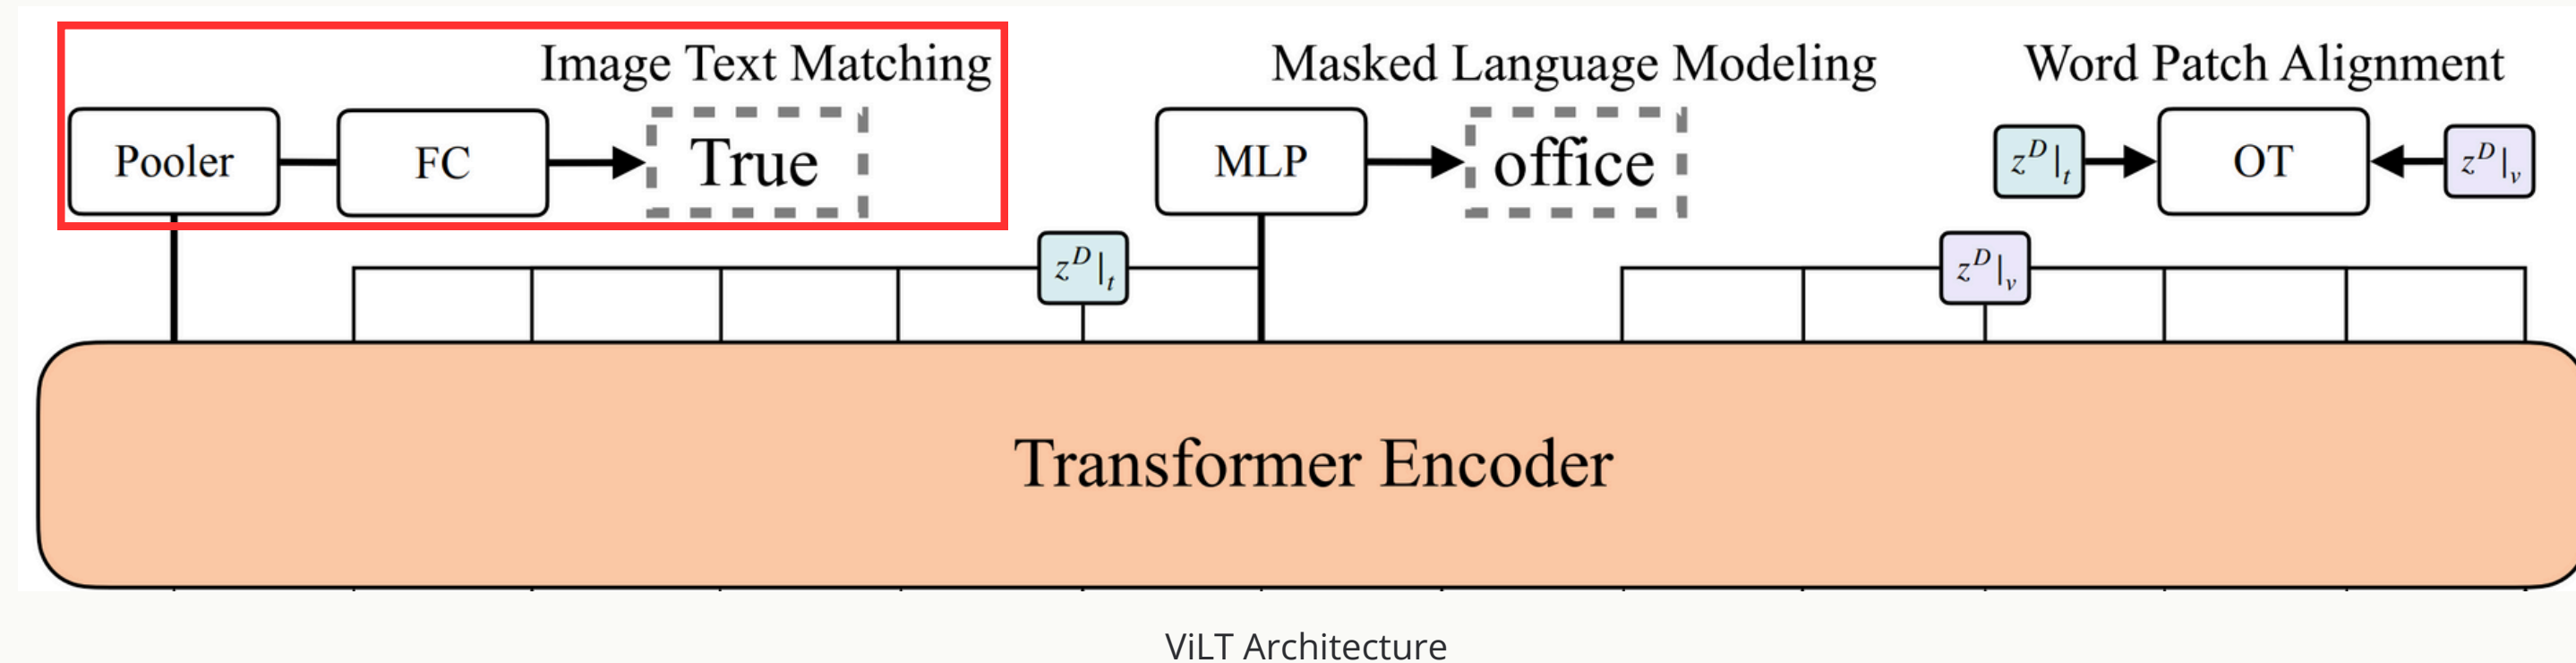 Image Text Matching
Masked Language Modeling
Word Patch Alignment
Pooler
FC
True
MLP
office
z^D|_t
OT
z^D|_v
z^D|_t
z^D|_v
Transformer Encoder
ViLT Architecture